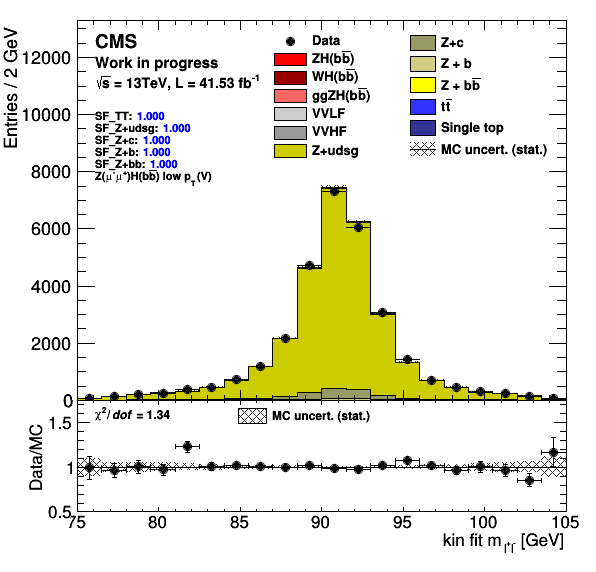 CMS
Work in progress
√s = 13TeV, L = 41.53 fb⁻¹
SF_TT: 1.000
SF_Z+udsg: 1.000
SF_Z+c: 1.000
SF_Z+b: 1.000
SF_Z+bb: 1.000
Z(μ⁻μ⁺)H(bb̅) low p_T(V)
Data
ZH(bb̅)
WH(bb̅)
ggZH(bb̅)
VVLF
VVHF
Z+udsg
Z+c
Z + b
Z + bb̅
tt̅
Single top
MC uncert. (stat.)
Entries / 2 GeV
12000
10000
8000
6000
4000
2000
0
χ²/dof = 1.34
MC uncert. (stat.)
Data/MC
1.5
1
0.5
75 80 85 90 95 100 105
kin fit m_l⁺l⁻ [GeV]